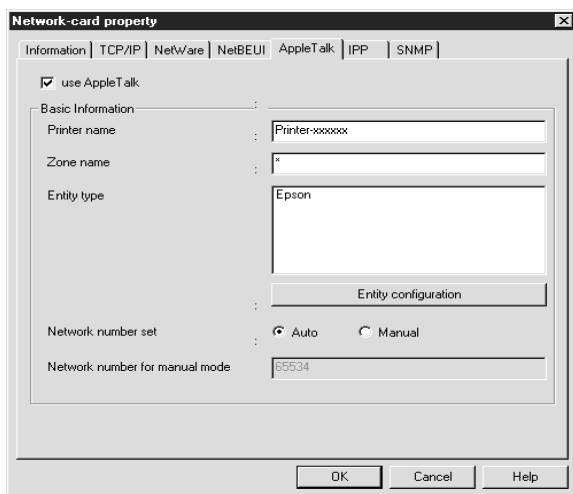 Network-card property
Information TCP/IP NetWare NetBEUI AppleTalk IPP SNMP
use AppleTalk
Basic Information :
Printer name : Printer-xxxxxx
Zone name : *
Entity type Epson
Entity configuration
:
Network number set : Auto Manual
Network number for manual mode 65534
OK Cancel Help